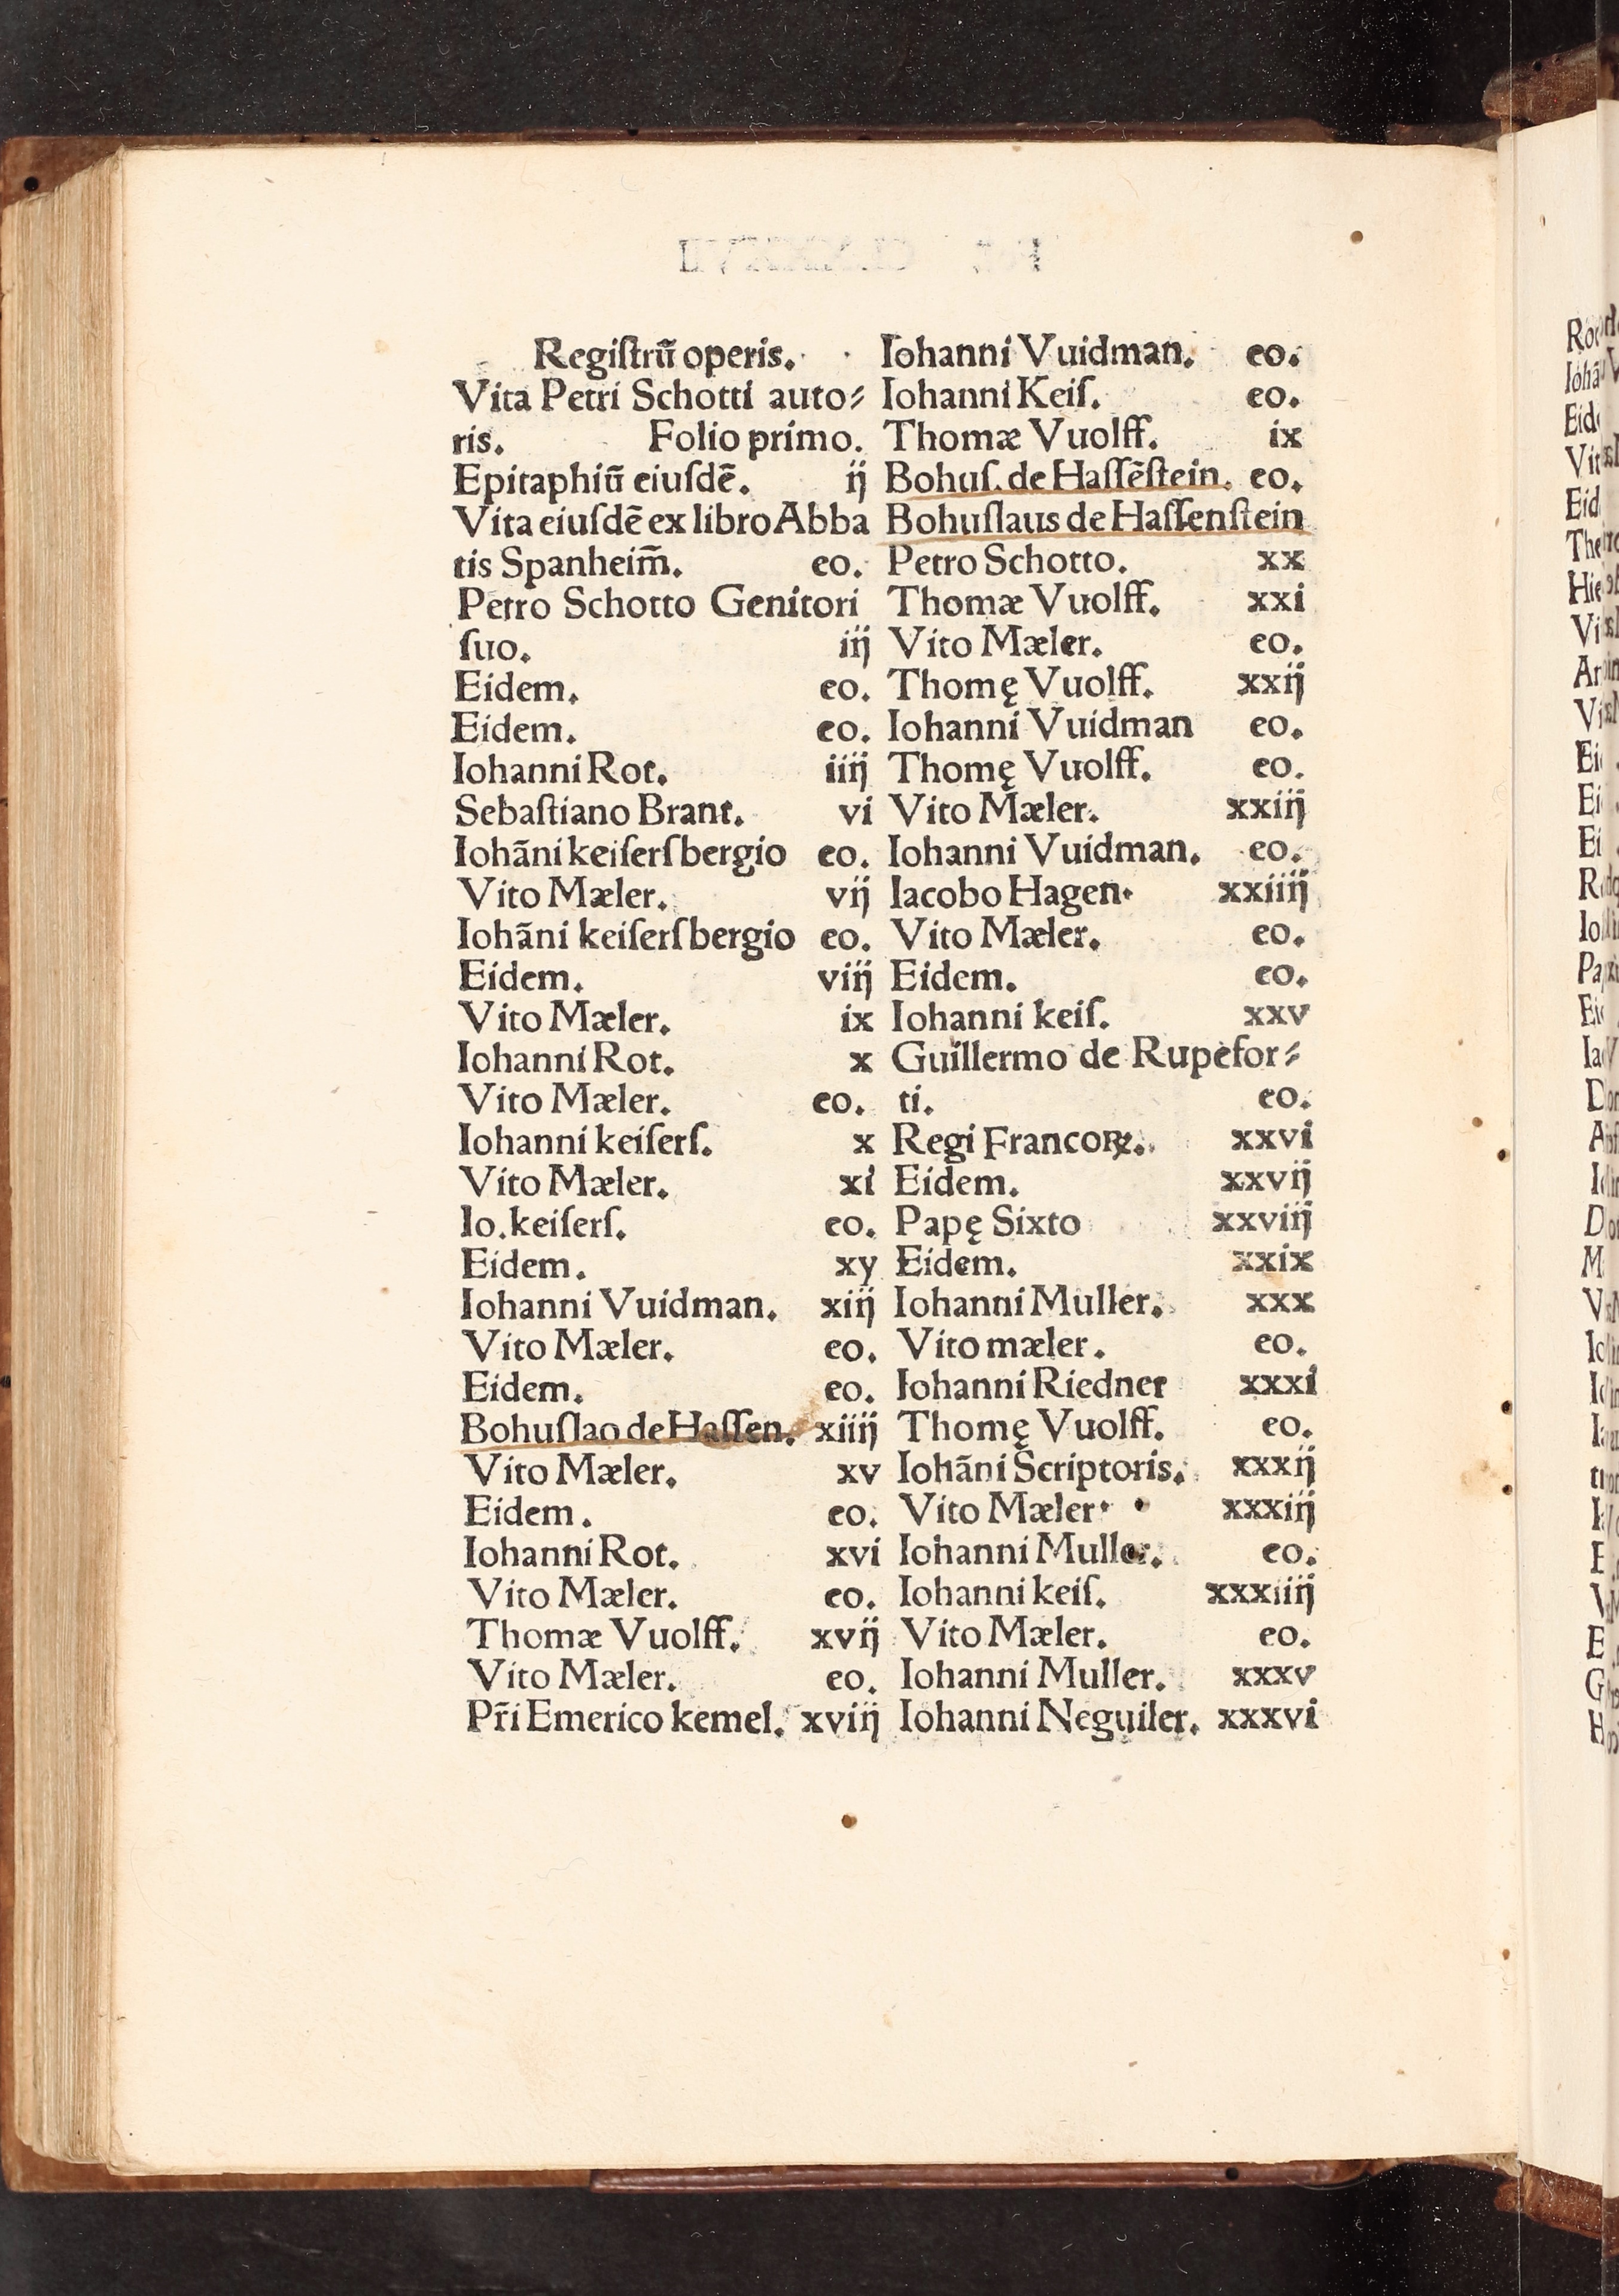 Regiſtrū operis.
Vita Petri Schotti auto⸗
ris. Folio primo.
Epitaphiū eiuſdē. ij
Vita eiuſdē ex libro Abba
tis Spanheim̄. eo.
Petro Schotto Genitori
ſuo. iij
Eidem. eo.
Eidem. eo.
Iohanni Rot. iiij
Sebaſtiano Brant. vi
Iohāni keiſerſbergio eo.
Vito Mæler. vij
Iohāni keiſerſbergio eo.
Eidem. viij
Vito Mæler. ix
Iohanni Rot. x
Vito Mæler. eo.
Iohanni keiſerſ. x
Vito Mæler. xi
Io. keiſerſ. eo.
Eidem. xy
Iohanni Vuidman. xiij
Vito Mæler. eo.
Eidem. eo.
Bohuſlao de Haſſen. xiiij
Vito Mæler. xv
Eidem. eo.
Iohanni Rot. xvi
Vito Mæler. eo.
Thomæ Vuolff. xvij
Vito Mæler. eo.
Pr̄i Emerico kemel. xviij
Iohanni Vuidman. eo.
Iohanni Keiſ. eo.
Thomæ Vuolff. ix
Bohuſ. de Haſſēſtein. eo.
Bohuſlaus de Haſſenſtein
Petro Schotto. xx
Thomæ Vuolff. xxi
Vito Mæler. eo.
Thomę Vuolff. xxij
Iohanni Vuidman eo.
Thomę Vuolff. eo.
Vito Mæler. xxiij
Iohanni Vuidman. eo.
Iacobo Hagen. xxiiij
Vito Mæler. eo.
Eidem. eo.
Iohanni keiſ. xxv
Guillermo de Rupefor⸗
ti. eo.
Regi Francoꝝ. xxvi
Eidem. xxvij
Papę Sixto xxviij
Eidem. xxix
Iohanni Muller. xxx
Vito mæler. eo.
Iohanni Riedner xxxi
Thomę Vuolff. eo.
Iohāni Scriptoris. xxxij
Vito Mæler. xxxiij
Iohanni Muller. eo.
Iohanni keiſ. xxxiiij
Vito Mæler. eo.
Iohanni Muller. xxxv
Iohanni Neguiler. xxxvi